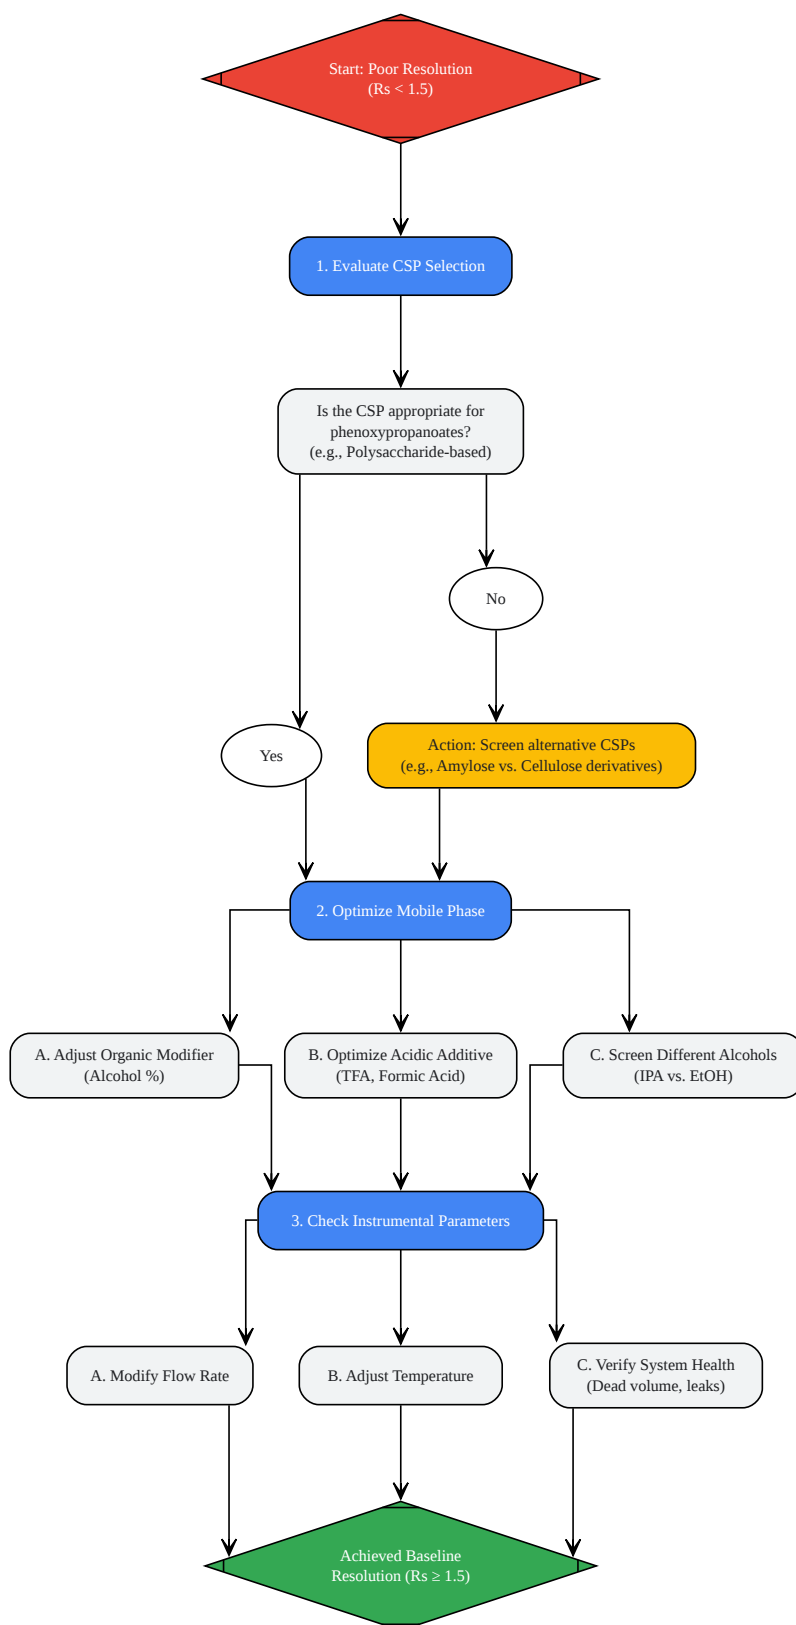 Start: Poor Resolution
(Rs < 1.5)
1. Evaluate CSP Selection
Is the CSP appropriate for
phenoxypropanoates?
(e.g., Polysaccharide-based)
No
Yes
Action: Screen alternative CSPs
(e.g., Amylose vs. Cellulose derivatives)
2. Optimize Mobile Phase
A. Adjust Organic Modifier
(Alcohol %)
B. Optimize Acidic Additive
(TFA, Formic Acid)
C. Screen Different Alcohols
(IPA vs. EtOH)
3. Check Instrumental Parameters
A. Modify Flow Rate
B. Adjust Temperature
C. Verify System Health
(Dead volume, leaks)
Achieved Baseline
Resolution (Rs ≥ 1.5)